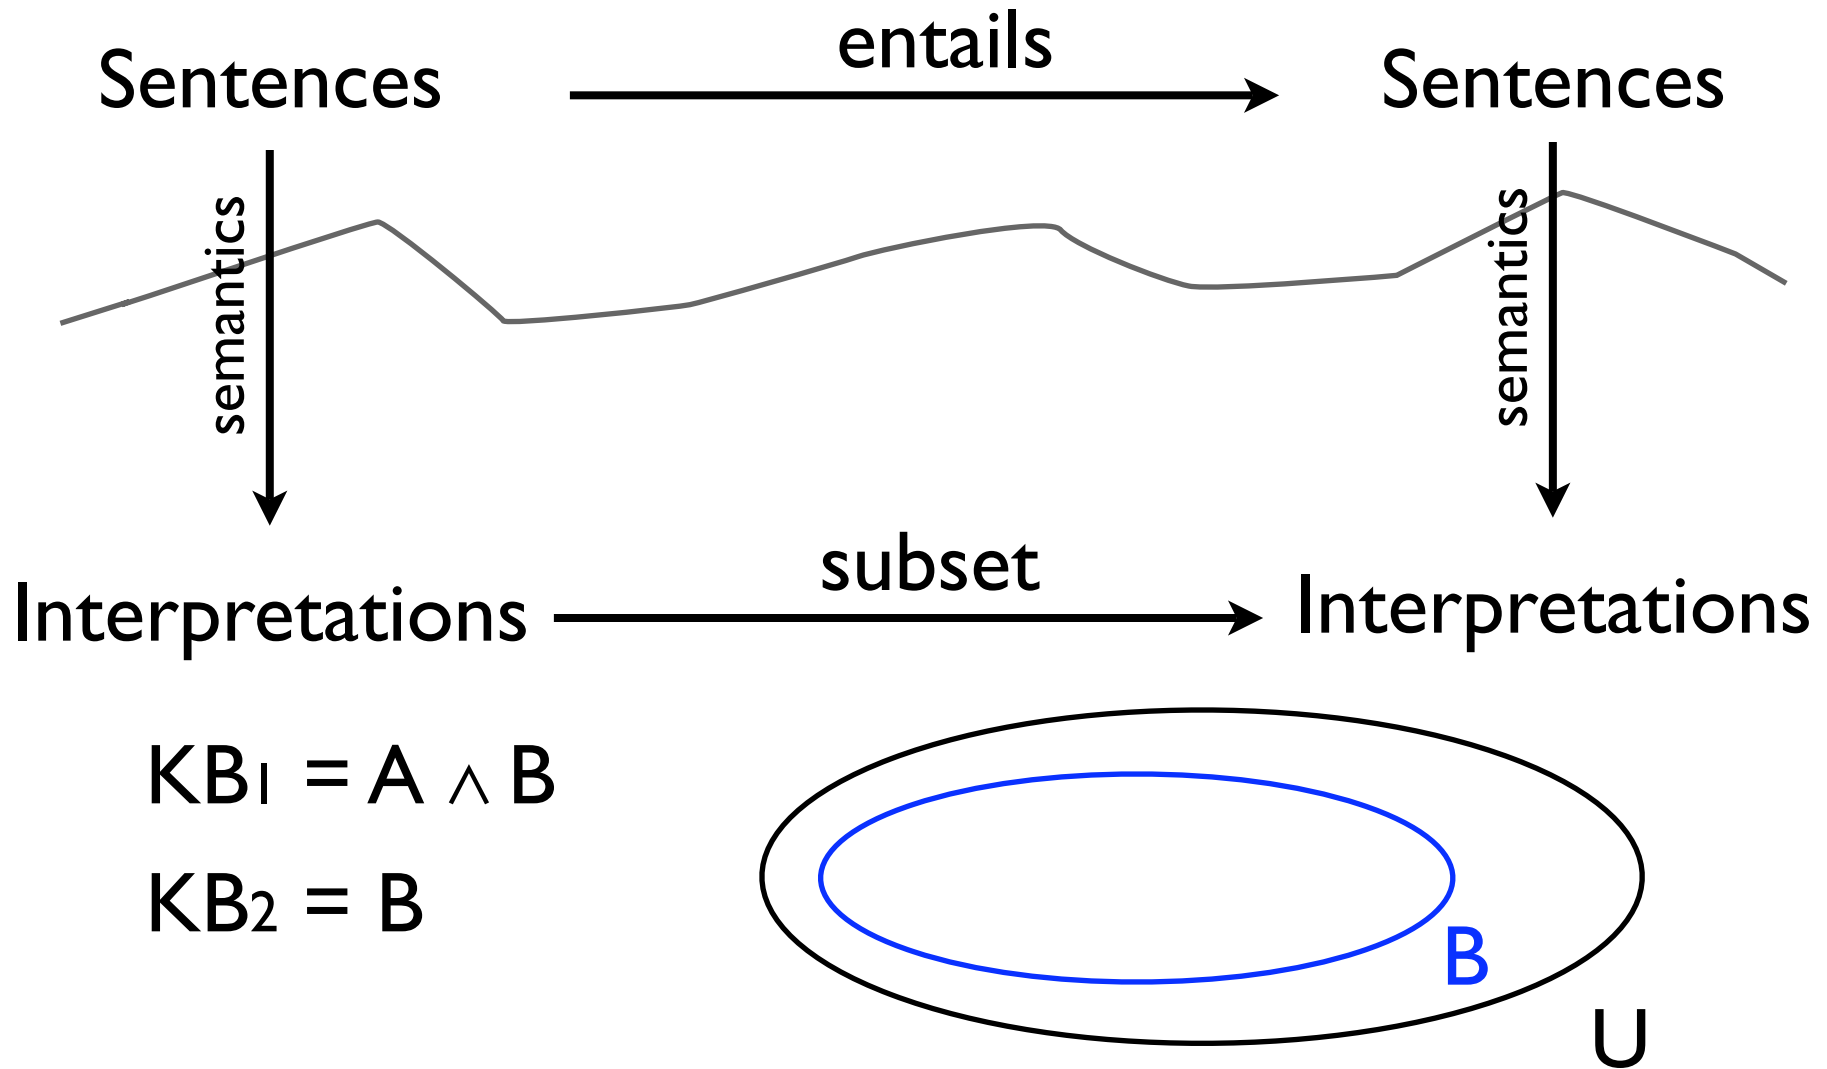 entails
Sentences
Sentences
semantics
semantics
subset
Interpretations
Interpretations
KB1 = A ∧ B
KB2 = B
B
U